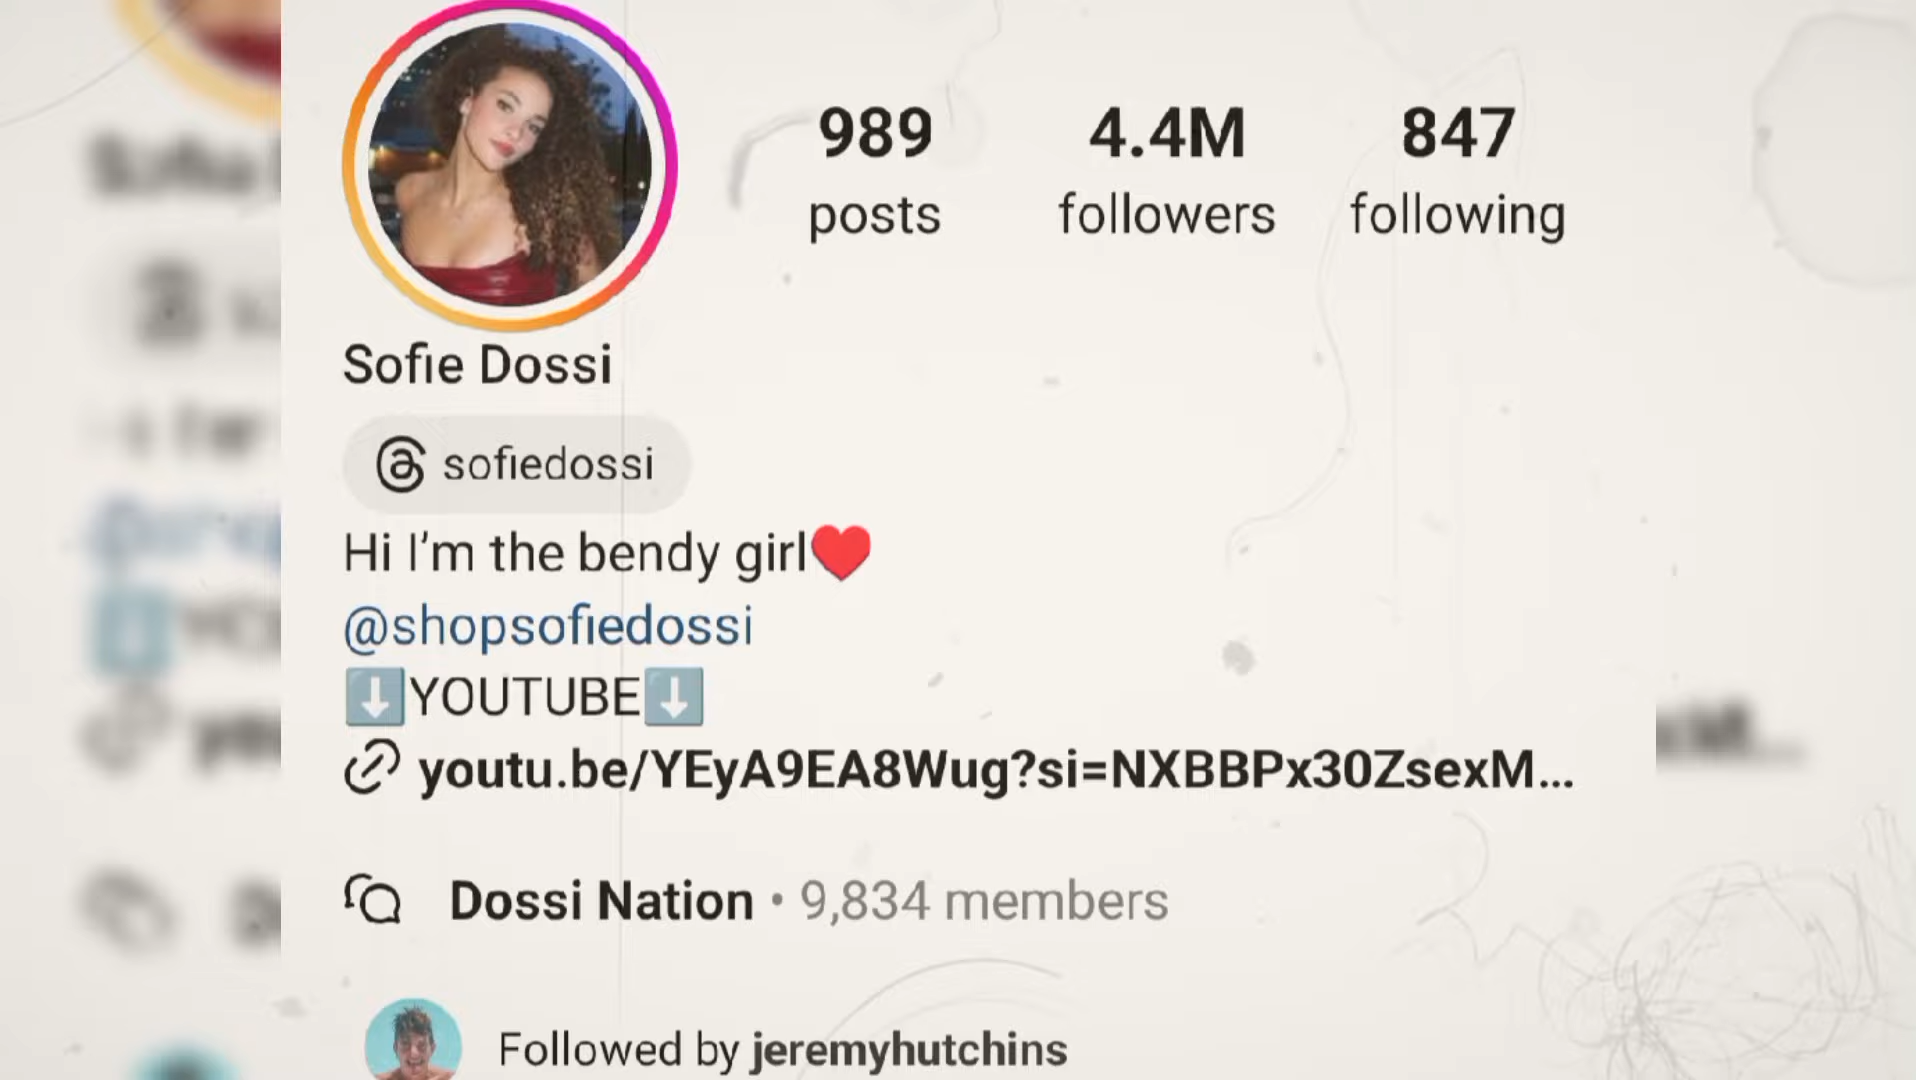 989 4.4M 847
posts followers following
Sofie Dossi
sofiedossi
Hi I'm the bendy girl❤️
@shopsofiedossi
⬇️YOUTUBE⬇️
youtu.be/YEyA9EA8Wug?si=NXBBPx30ZsexM...
Dossi Nation • 9,834 members
Followed by jeremyhutchins